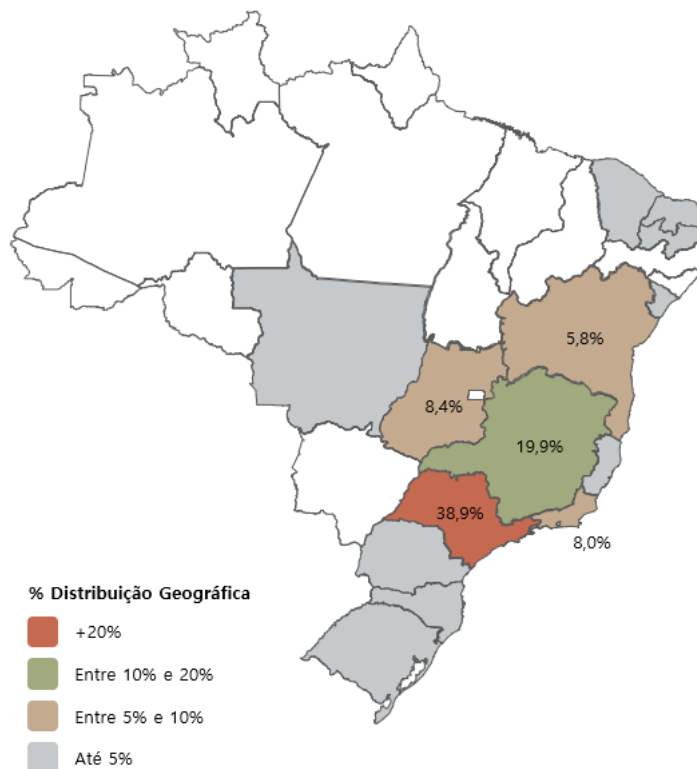 5,8%
8,4%
19,9%
38,9%
8,0%
% Distribuição Geográfica
+20%
Entre 10% e 20%
Entre 5% e 10%
Até 5%